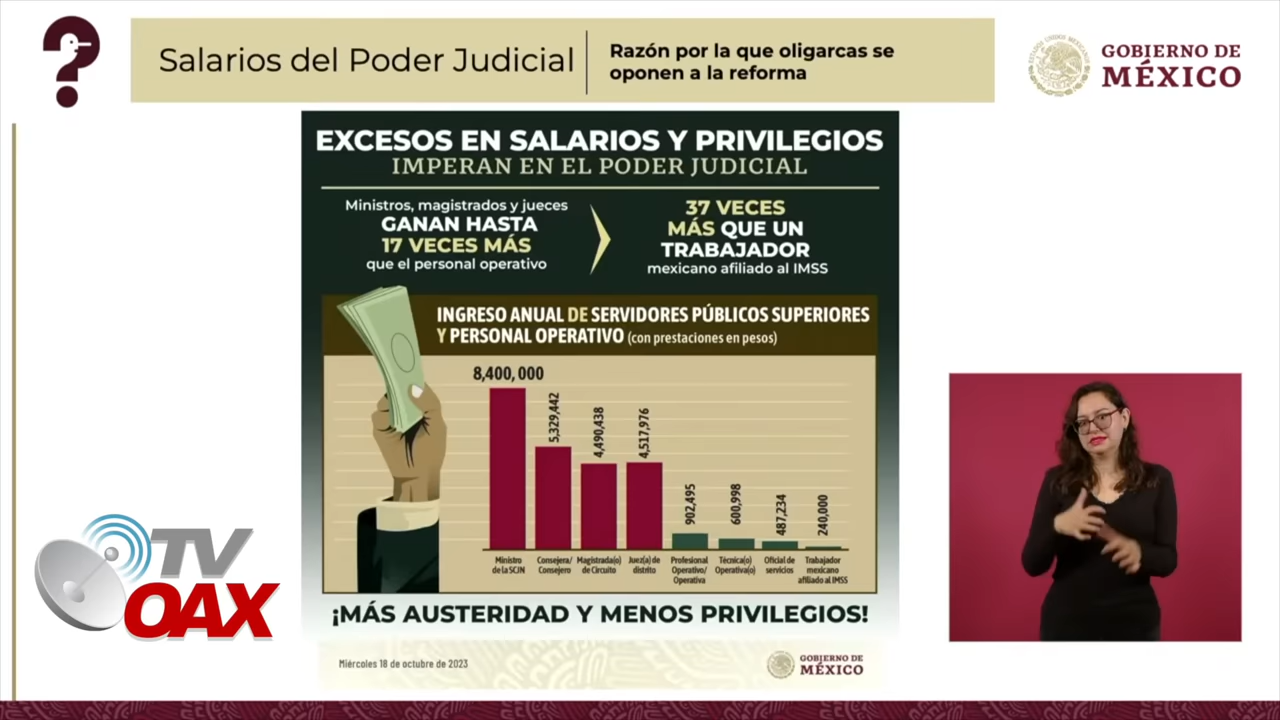 Salarios del Poder Judicial
Razón por la que oligarcas se
oponen a la reforma
GOBIERNO DE
MÉXICO
EXCESOS EN SALARIOS Y PRIVILEGIOS
IMPERAN EN EL PODER JUDICIAL
Ministros, magistrados y jueces
GANAN HASTA
17 VECES MÁS
que el personal operativo
37 VECES
MÁS QUE UN
TRABAJADOR
mexicano afiliado al IMSS
INGRESO ANUAL DE SERVIDORES PÚBLICOS SUPERIORES
Y PERSONAL OPERATIVO (con prestaciones en pesos)
8,400,000
5,329,442
4,490,438
4,517,976
902,495
600,998
487,234
240,000
Ministro
de la SCJN
Consejera/
Consejero
Magistrada(o)
de Circuito
Juez(a) de
distrito
Profesional
Operativo/
Operativa
Técnica(o)
Operativa(o)
Oficial de
servicios
Trabajador
mexicano
afiliado al IMSS
¡MÁS AUSTERIDAD Y MENOS PRIVILEGIOS!
Miércoles 18 de octubre de 2023
GOBIERNO DE
MÉXICO
TV
OAX